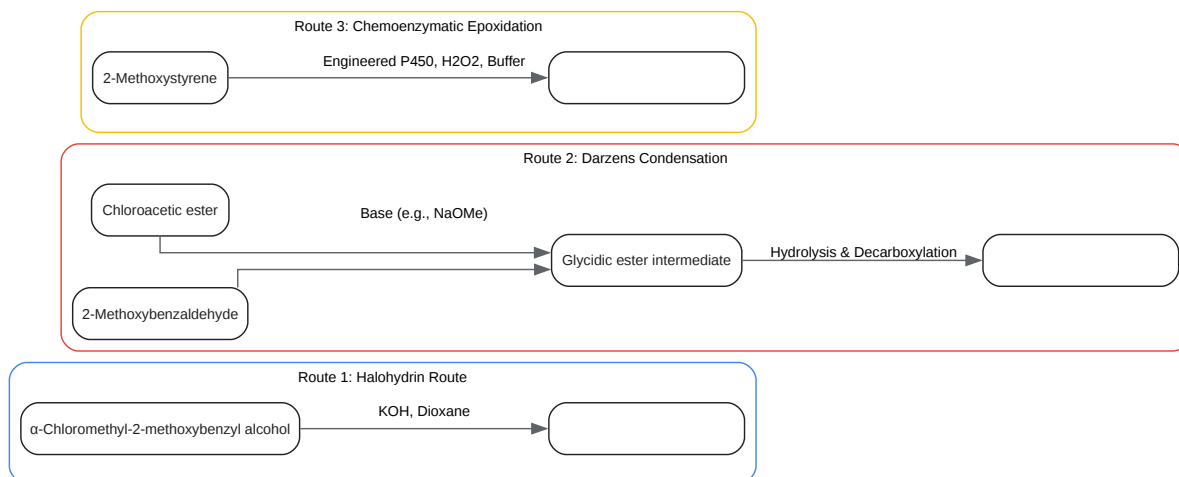 Route 3: Chemoenzymatic Epoxidation
2-Methoxystyrene
Engineered P450, H2O2, Buffer
Route 2: Darzens Condensation
Chloroacetic ester
Base (e.g., NaOMe)
Glycidic ester intermediate
Hydrolysis & Decarboxylation
2-Methoxybenzaldehyde
Route 1: Halohydrin Route
α-Chloromethyl-2-methoxybenzyl alcohol
KOH, Dioxane